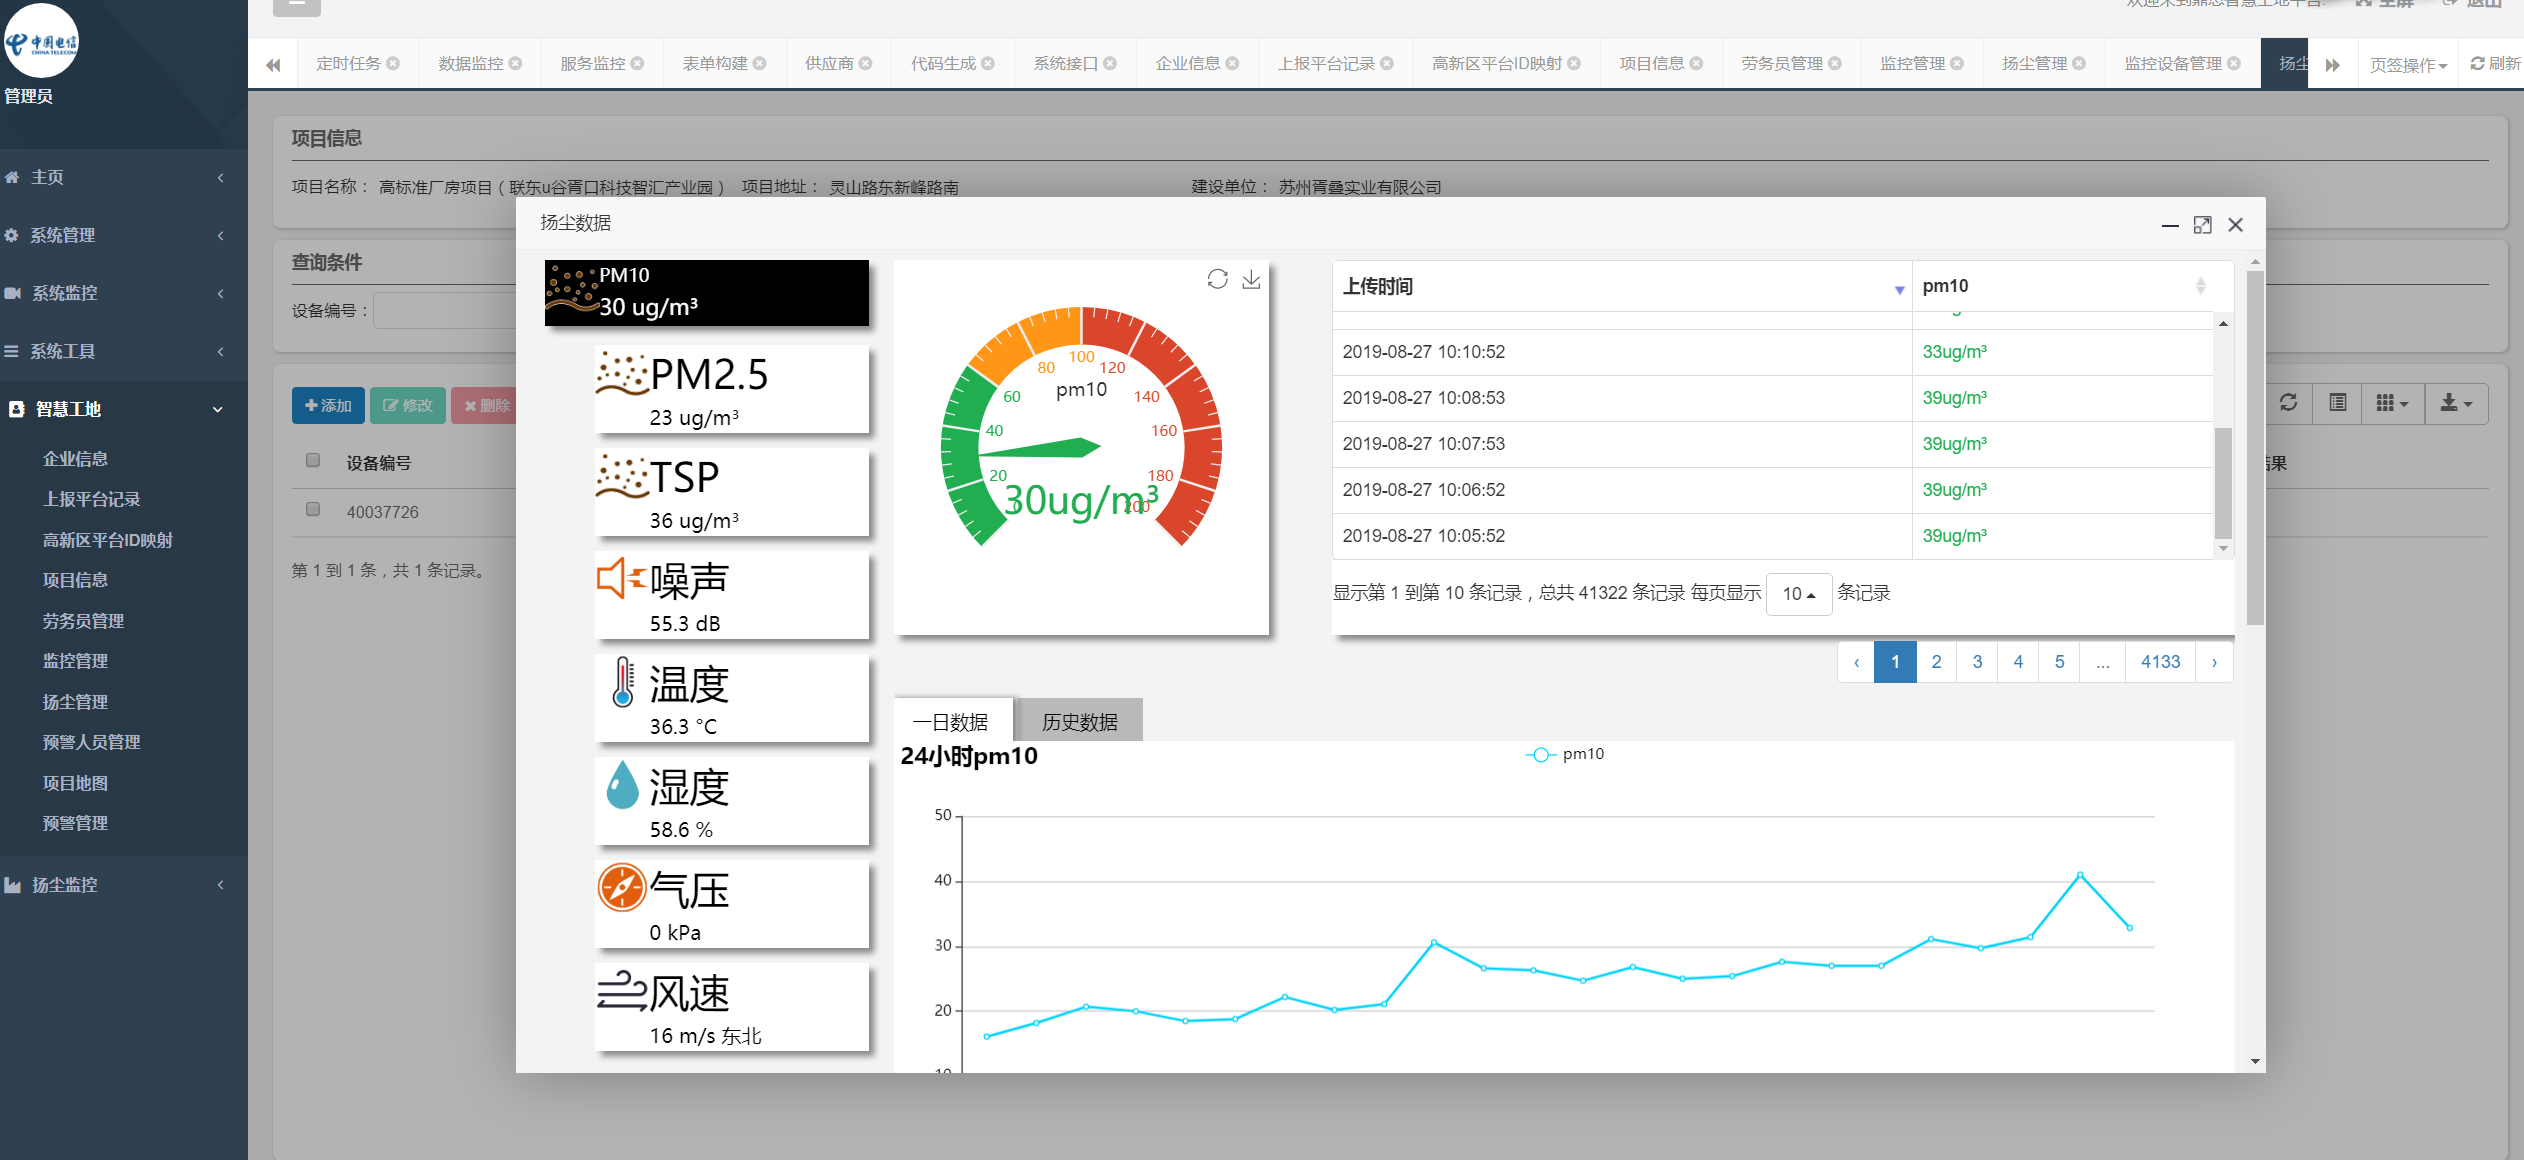 中国电信
CHINA TELECOM
管理员
主页
系统管理
系统监控
系统工具
智慧工地
企业信息
上报平台记录
高新区平台ID映射
项目信息
劳务员管理
监控管理
扬尘管理
预警人员管理
项目地图
预警管理
扬尘监控
定时任务
数据监控
服务监控
表单构建
供应商
代码生成
系统接口
企业信息
上报平台记录
高新区平台ID映射
项目信息
劳务员管理
监控管理
扬尘管理
监控设备管理
扬尘
页签操作
刷新
项目信息
项目名称： 高标准厂房项目（联东u谷胥口科技智汇产业园） 项目地址： 灵山路东新峰路南 建设单位： 苏州胥叠实业有限公司
查询条件
设备编号：
添加
修改
删除
设备编号
40037726
第 1 到 1 条，共 1 条记录。
扬尘数据
PM10
30 ug/m³
PM2.5
23 ug/m³
TSP
36 ug/m³
噪声
55.3 dB
温度
36.3 °C
湿度
58.6 %
气压
0 kPa
风速
16 m/s 东北
20
40
60
80
100
120
140
160
180
200
pm10
30ug/m³
上传时间 pm10
2019-08-27 10:10:52 33ug/m³
2019-08-27 10:08:53 39ug/m³
2019-08-27 10:07:53 39ug/m³
2019-08-27 10:06:52 39ug/m³
2019-08-27 10:05:52 39ug/m³
显示第 1 到第 10 条记录，总共 41322 条记录 每页显示 10 条记录
‹ 1 2 3 4 5 ... 4133 ›
一日数据
历史数据
24小时pm10
pm10
50
40
30
20
10